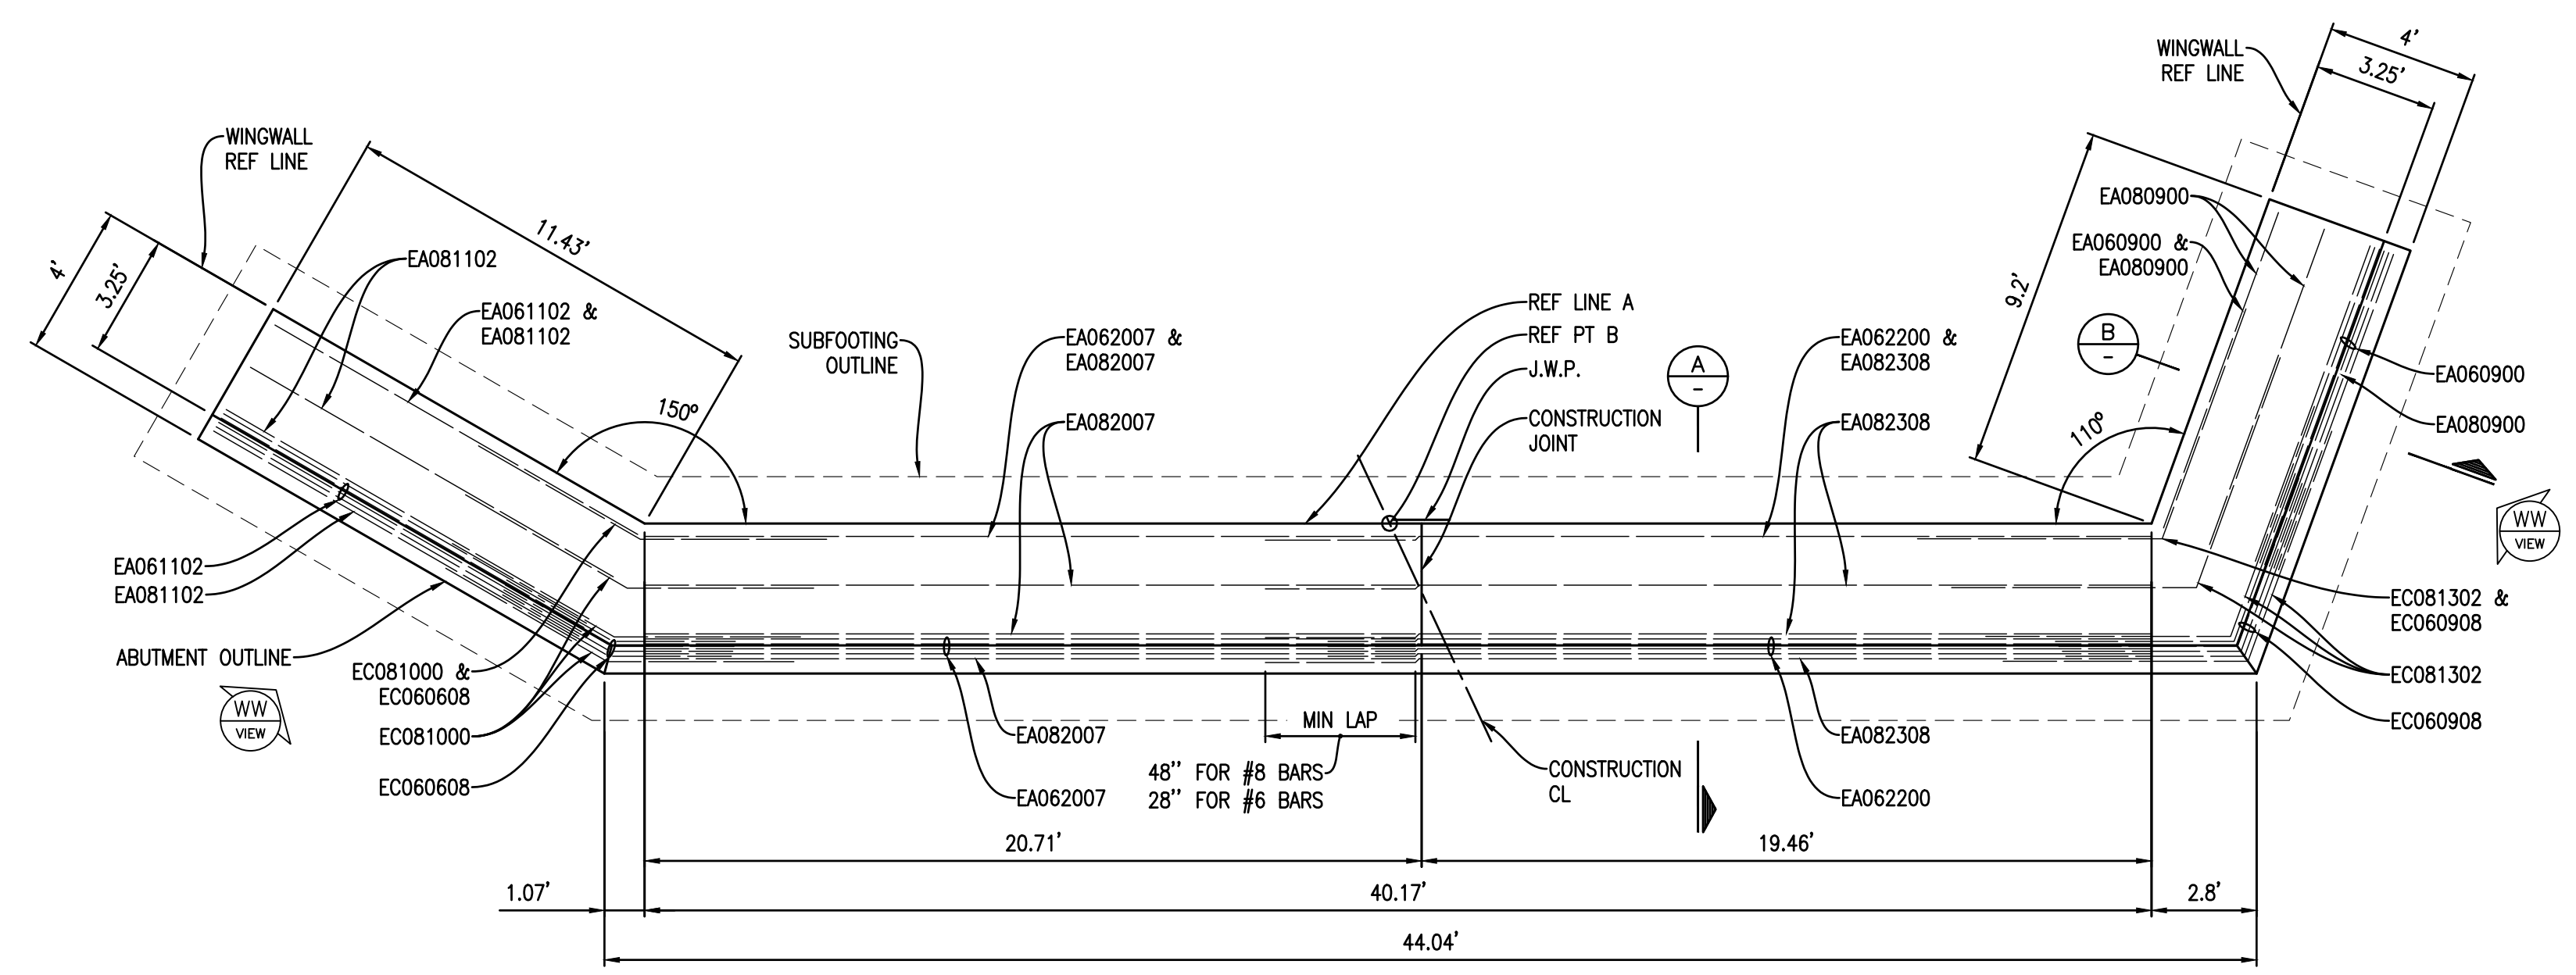 WINGWALL
REF LINE
4'
3.25'
WINGWALL
REF LINE
11.43'
4'
3.25'
EA081102
EA061102 &
EA081102
150°
SUBFOOTING
OUTLINE
EA062007 &
EA082007
EA082007
REF LINE A
REF PT B
J.W.P.
CONSTRUCTION
JOINT
A
-
EA062200 &
EA082308
EA082308
EA080900
EA060900 &
EA080900
9.2'
B
-
110°
EA060900
EA080900
WW
VIEW
EA061102
EA081102
ABUTMENT OUTLINE
WW
VIEW
EC081000 &
EC060608
EC081000
EC060608
EA082007
EA062007
MIN LAP
48" FOR #8 BARS
28" FOR #6 BARS
CONSTRUCTION
CL
EA082308
EA062200
EC081302 &
EC060908
EC081302
EC060908
20.71'
19.46'
1.07'
40.17'
2.8'
44.04'